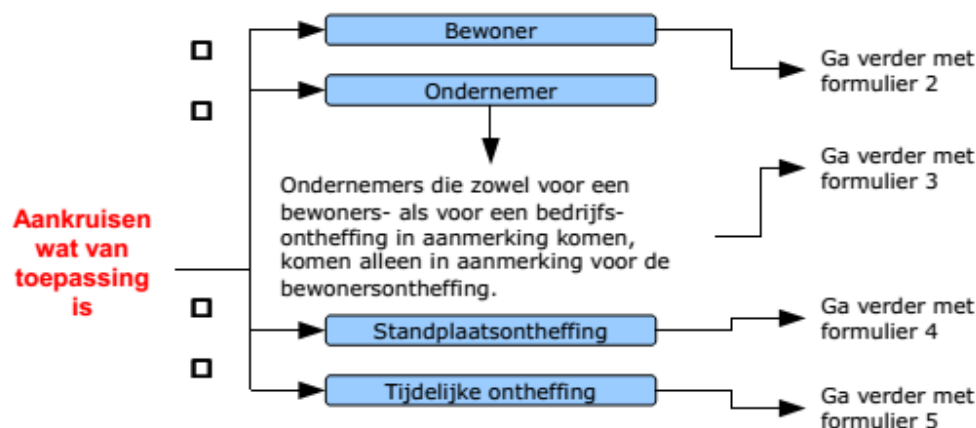 Aankruisen
wat van
toepassing
is
Bewoner
Ga verder met
formulier 2
Ondernemer
Ondernemers die zowel voor een
bewoners- als voor een bedrijfs-
ontheffing in aanmerking komen,
komen alleen in aanmerking voor de
bewonersontheffing.
Ga verder met
formulier 3
Standplaatsontheffing
Ga verder met
formulier 4
Tijdelijke ontheffing
Ga verder met
formulier 5